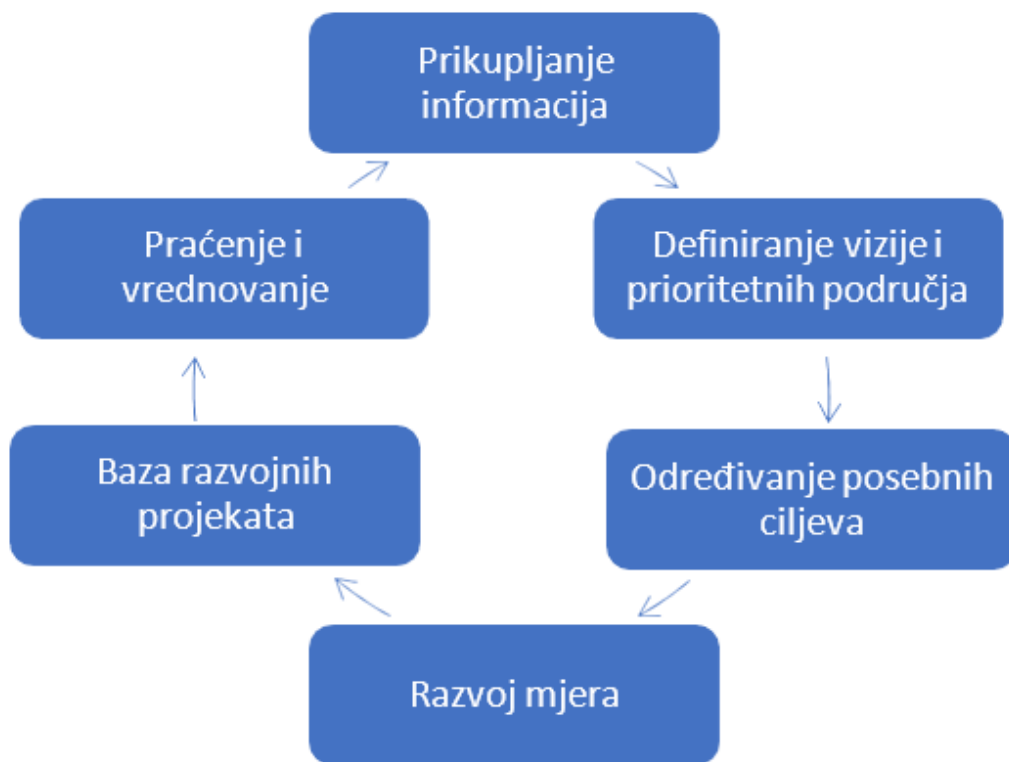 Prikupljanje
informacija
Definiranje vizije i
prioritetnih područja
Određivanje posebnih
ciljeva
Razvoj mjera
Baza razvojnih
projekata
Praćenje i
vrednovanje